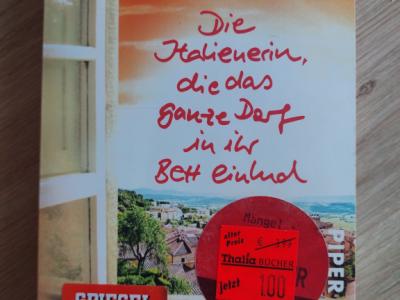 Die
Italienerin,
die das
ganze Dorf
in ihr
Bett einlud
Mängel
alter
Preis €
Thalia BÜCHER
jetzt 1.00
PIPER
SPIEGEL